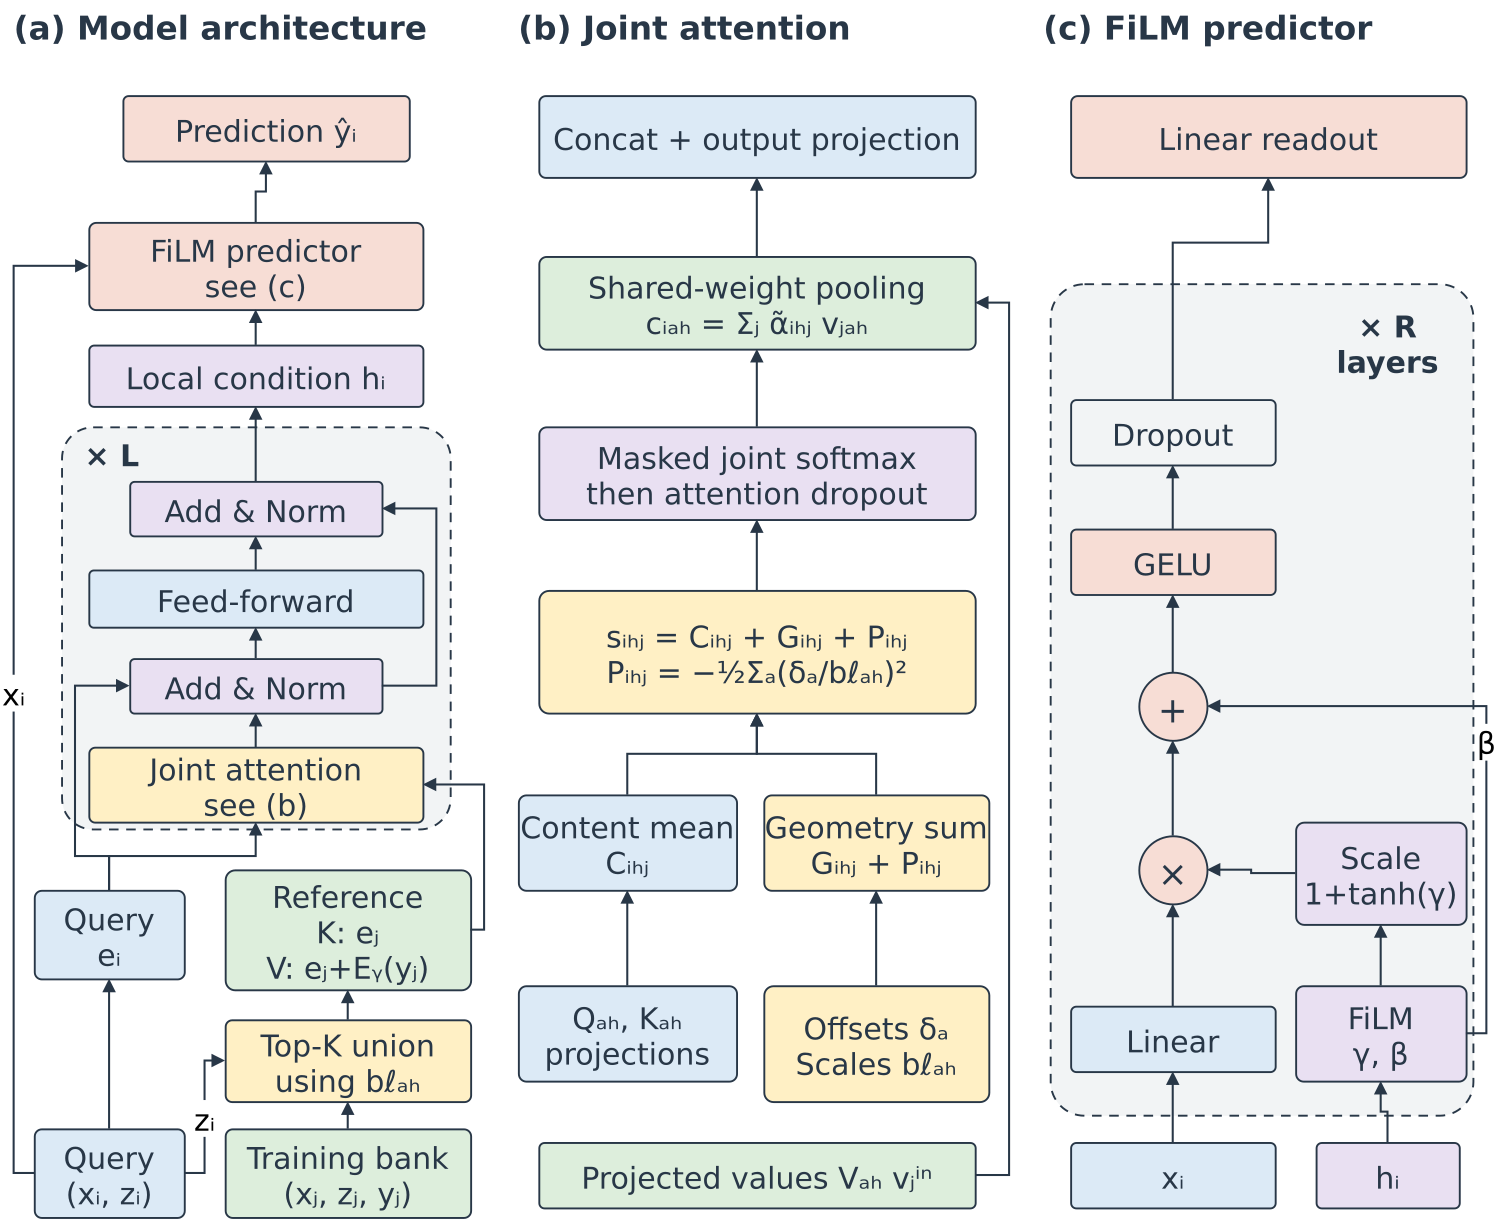 (a) Model architecture
Prediction ŷᵢ
FiLM predictor
see (c)
Local condition hᵢ
× L
Add & Norm
Feed-forward
Add & Norm
xᵢ
Joint attention
see (b)
Query
eᵢ
Reference
K: eⱼ
V: eⱼ+Eᵧ(yⱼ)
Top-K union
using bℓₐₕ
zᵢ
Query
(xᵢ, zᵢ)
Training bank
(xⱼ, zⱼ, yⱼ)
(b) Joint attention
Concat + output projection
Shared-weight pooling
cᵢₐₕ = Σⱼ α̃ᵢₕⱼ vⱼₐₕ
Masked joint softmax
then attention dropout
sᵢₕⱼ = Cᵢₕⱼ + Gᵢₕⱼ + Pᵢₕⱼ
Pᵢₕⱼ = −½Σₐ(δₐ/bℓₐₕ)²
Content mean
Cᵢₕⱼ
Geometry sum
Gᵢₕⱼ + Pᵢₕⱼ
Qₐₕ, Kₐₕ
projections
Offsets δₐ
Scales bℓₐₕ
Projected values Vₐₕ vⱼⁱⁿ
(c) FiLM predictor
Linear readout
× R
layers
Dropout
GELU
+
β
×
Scale
1+tanh(γ)
Linear
FiLM
γ, β
xᵢ
hᵢ